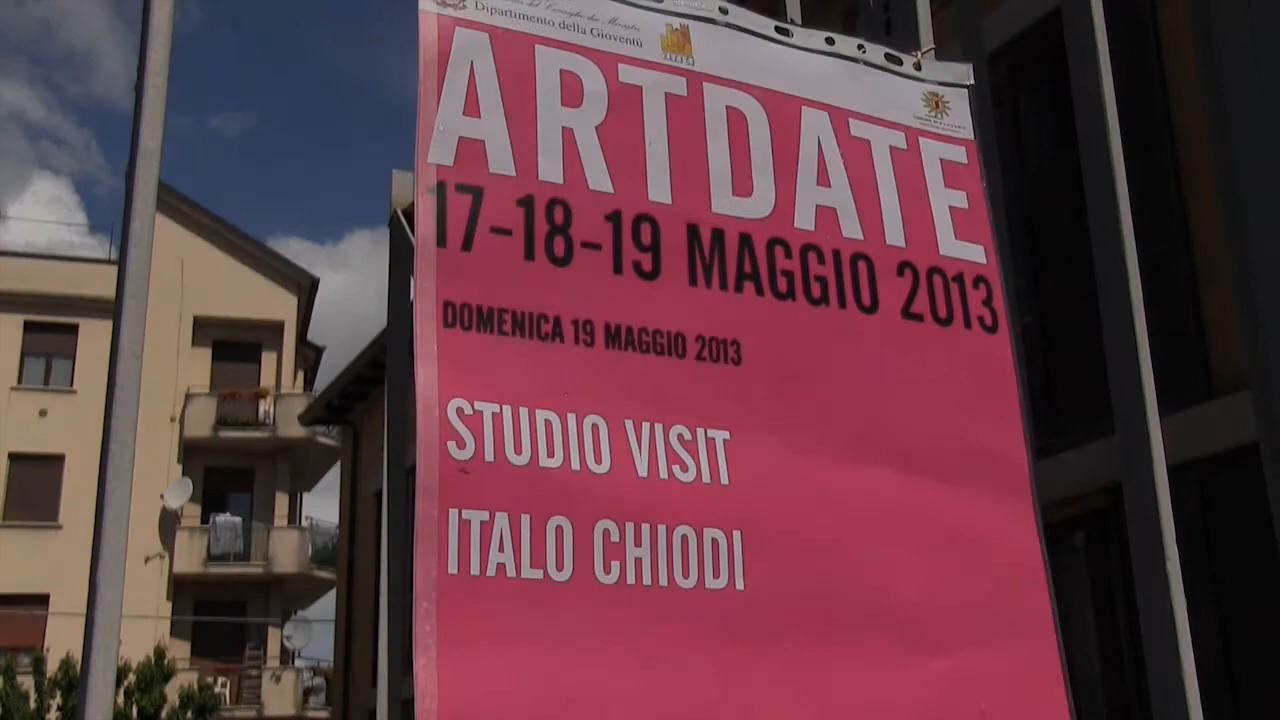 Dipartimento della Gioventù
ARTDATE
17-18-19 MAGGIO 2013
DOMENICA 19 MAGGIO 2013
STUDIO VISIT
ITALO CHIODI